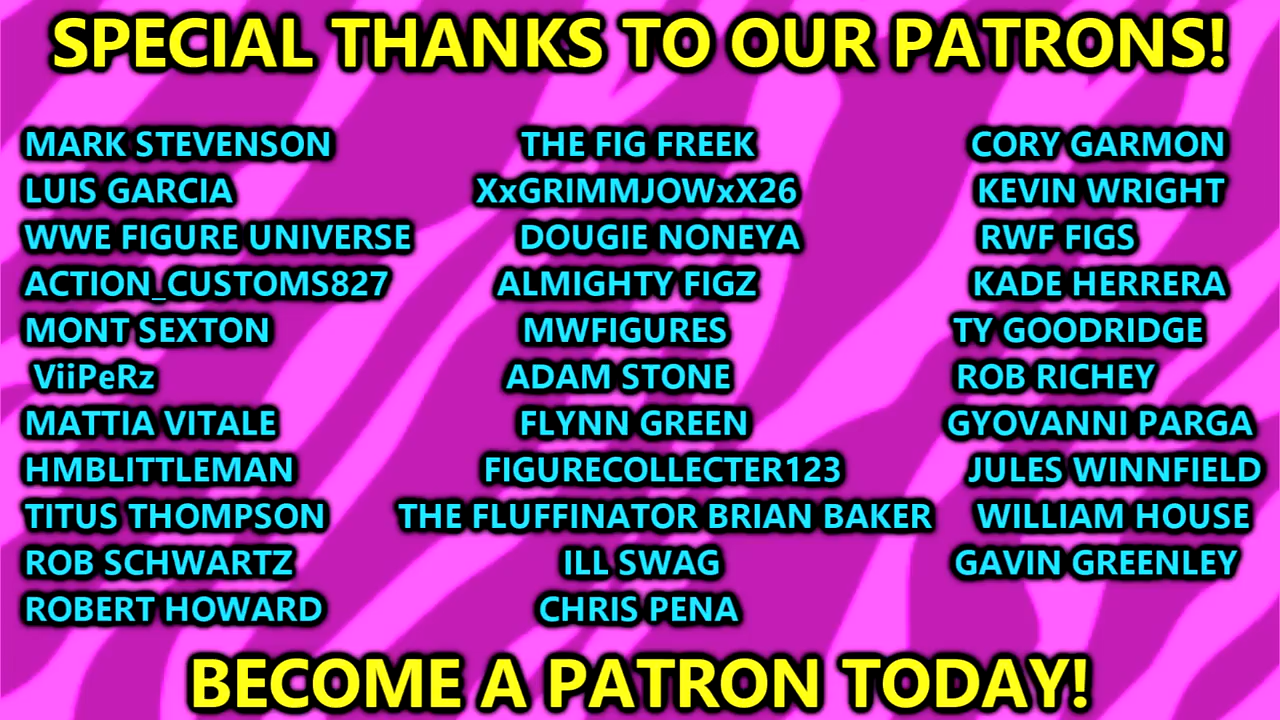 SPECIAL THANKS TO OUR PATRONS!
MARK STEVENSON
LUIS GARCIA
WWE FIGURE UNIVERSE
ACTION_CUSTOMS827
MONT SEXTON
ViiPeRz
MATTIA VITALE
HMBLITTLEMAN
TITUS THOMPSON
ROB SCHWARTZ
ROBERT HOWARD
THE FIG FREEK
XxGRIMMJOWxX26
DOUGIE NONEYA
ALMIGHTY FIGZ
MWFIGURES
ADAM STONE
FLYNN GREEN
FIGURECOLLECTER123
THE FLUFFINATOR BRIAN BAKER
ILL SWAG
CHRIS PENA
CORY GARMON
KEVIN WRIGHT
RWF FIGS
KADE HERRERA
TY GOODRIDGE
ROB RICHEY
GYOVANNI PARGA
JULES WINNFIELD
WILLIAM HOUSE
GAVIN GREENLEY
BECOME A PATRON TODAY!